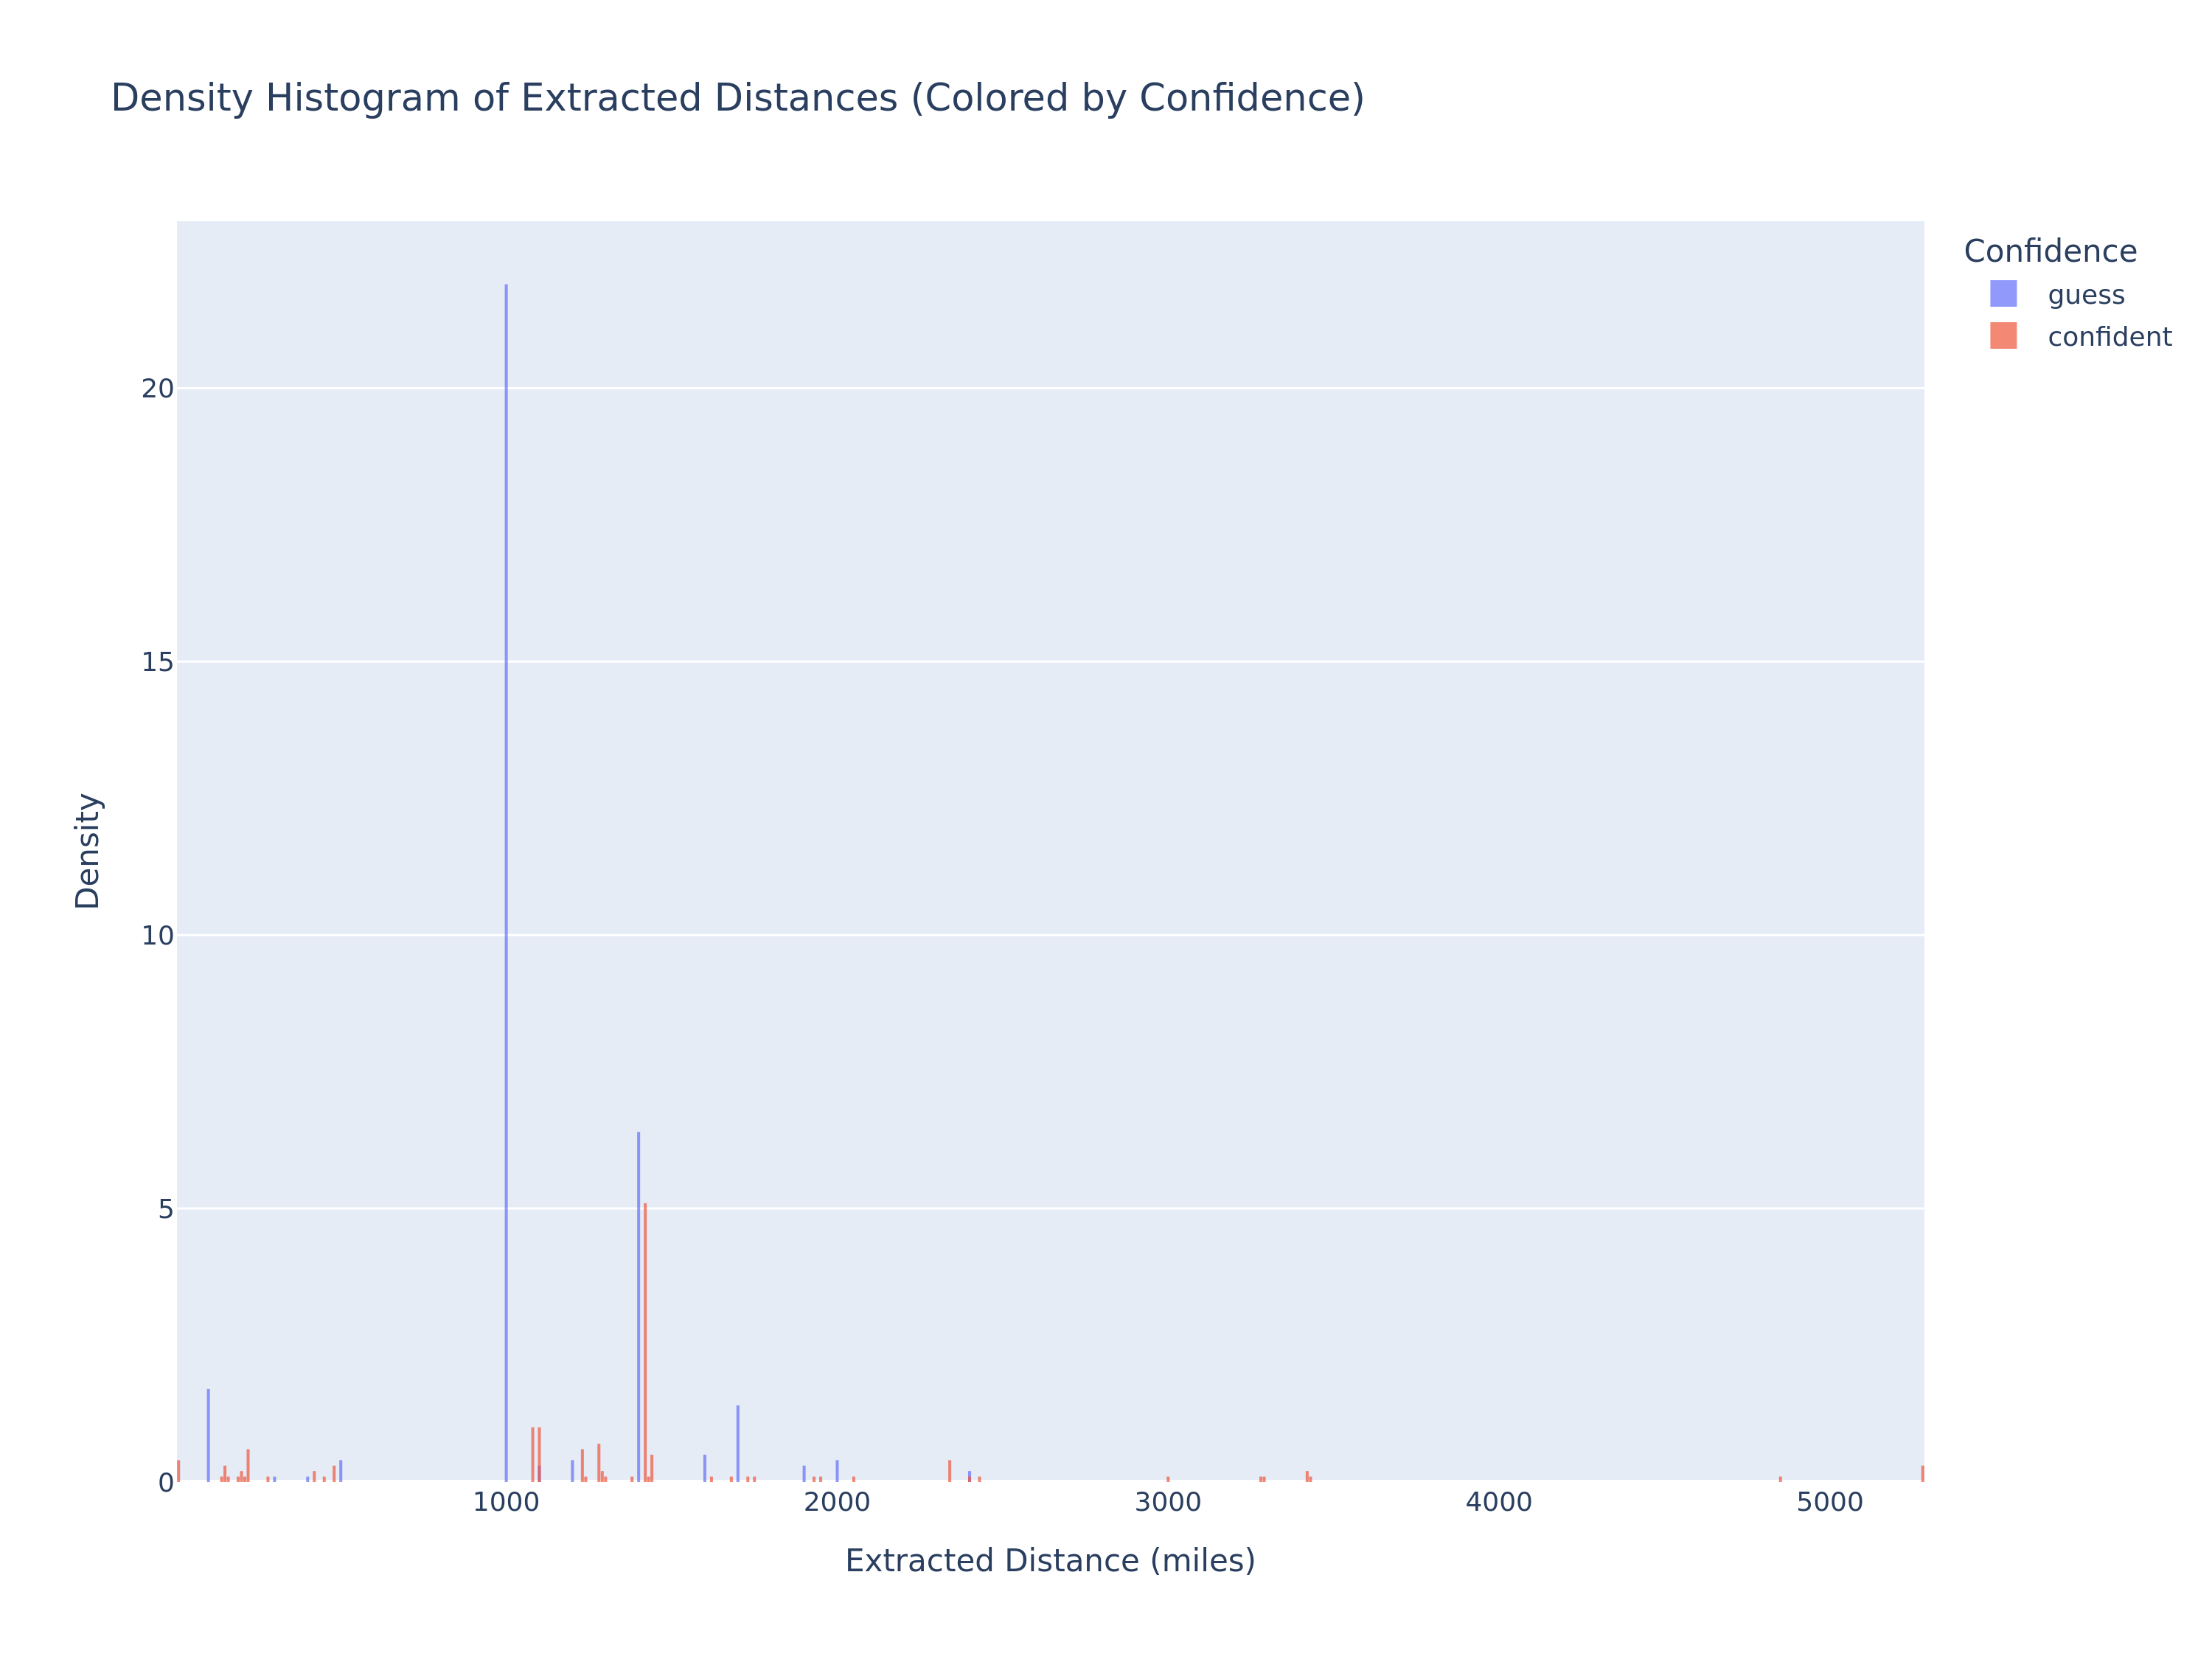 Density Histogram of Extracted Distances (Colored by Confidence)
Confidence
guess
confident
20
15
10
5
0
Density
1000
2000
3000
4000
5000
Extracted Distance (miles)